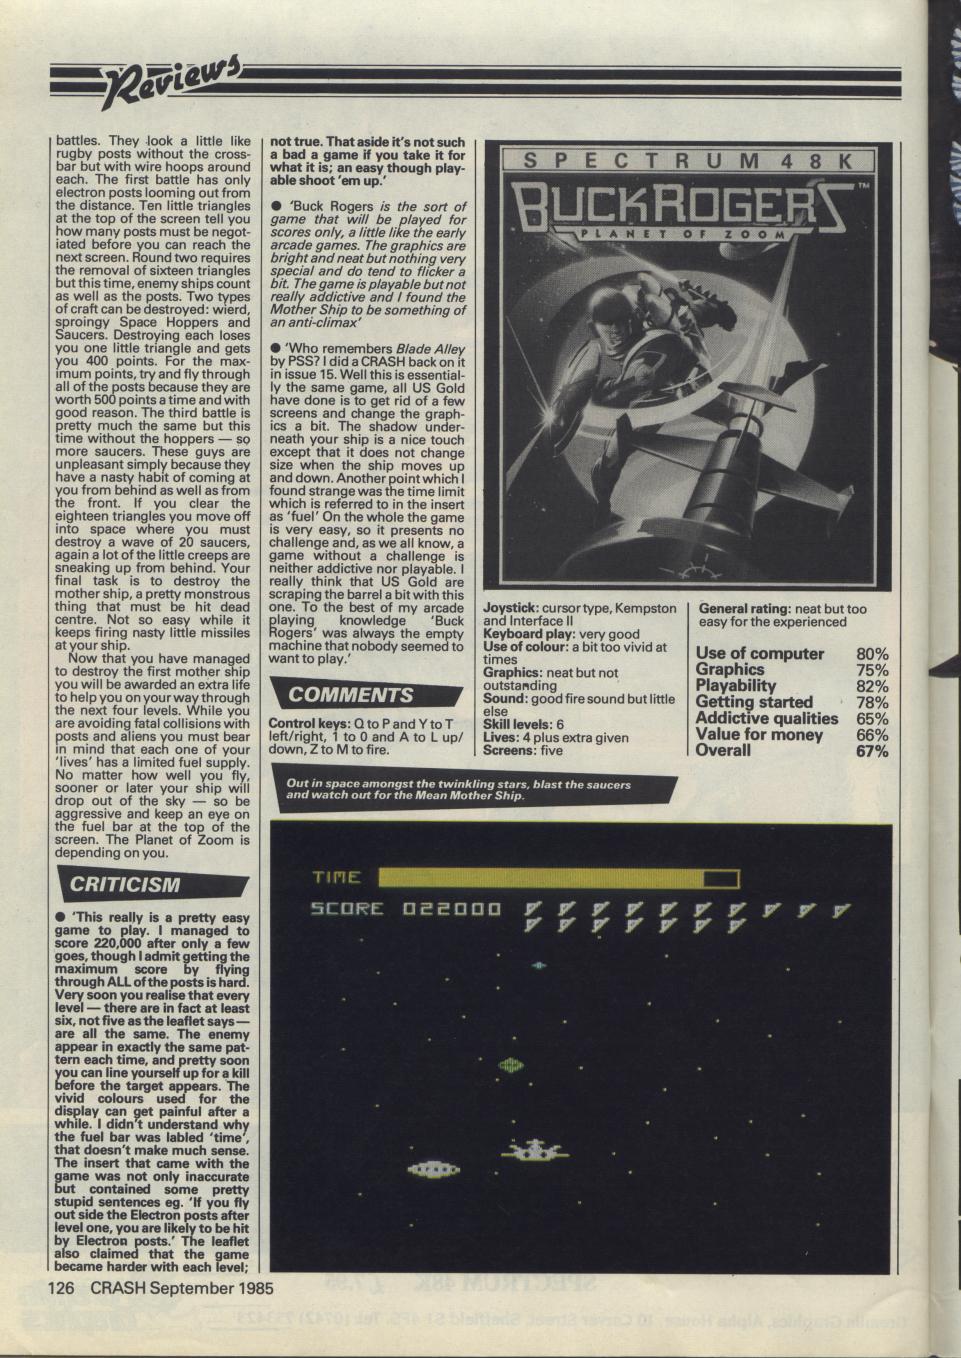 Reviews
battles. They look a little like
rugby posts without the cross-
bar but with wire hoops around
each. The first battle has only
electron posts looming out from
the distance. Ten little triangles
at the top of the screen tell you
how many posts must be negot-
iated before you can reach the
next screen. Round two requires
the removal of sixteen triangles
but this time, enemy ships count
as well as the posts. Two types
of craft can be destroyed: wierd,
sproingy Space Hoppers and
Saucers. Destroying each loses
you one little triangle and gets
you 400 points. For the max-
imum points, try and fly through
all of the posts because they are
worth 500 points a time and with
good reason. The third battle is
pretty much the same but this
time without the hoppers — so
more saucers. These guys are
unpleasant simply because they
have a nasty habit of coming at
you from behind as well as from
the front. If you clear the
eighteen triangles you move off
into space where you must
destroy a wave of 20 saucers,
again a lot of the little creeps are
sneaking up from behind. Your
final task is to destroy the
mother ship, a pretty monstrous
thing that must be hit dead
centre. Not so easy while it
keeps firing nasty little missiles
at your ship.
Now that you have managed
to destroy the first mother ship
you will be awarded an extra life
to help you on your way through
the next four levels. While you
are avoiding fatal collisions with
posts and aliens you must bear
in mind that each one of your
'lives' has a limited fuel supply.
No matter how well you fly,
sooner or later your ship will
drop out of the sky — so be
aggressive and keep an eye on
the fuel bar at the top of the
screen. The Planet of Zoom is
depending on you.
CRITICISM
● 'This really is a pretty easy
game to play. I managed to
score 220,000 after only a few
goes, though I admit getting the
maximum score by flying
through ALL of the posts is hard.
Very soon you realise that every
level — there are in fact at least
six, not five as the leaflet says —
are all the same. The enemy
appear in exactly the same pat-
tern each time, and pretty soon
you can line yourself up for a kill
before the target appears. The
vivid colours used for the
display can get painful after a
while. I didn't understand why
the fuel bar was labled 'time',
that doesn't make much sense.
The insert that came with the
game was not only inaccurate
but contained some pretty
stupid sentences eg. 'If you fly
out side the Electron posts after
level one, you are likely to be hit
by Electron posts.' The leaflet
also claimed that the game
became harder with each level;
not true. That aside it's not such
a bad a game if you take it for
what it is; an easy though play-
able shoot 'em up.'
● 'Buck Rogers is the sort of
game that will be played for
scores only, a little like the early
arcade games. The graphics are
bright and neat but nothing very
special and do tend to flicker a
bit. The game is playable but not
really addictive and I found the
Mother Ship to be something of
an anti-climax'
● 'Who remembers Blade Alley
by PSS? I did a CRASH back on it
in issue 15. Well this is essential-
ly the same game, all US Gold
have done is to get rid of a few
screens and change the graph-
ics a bit. The shadow under-
neath your ship is a nice touch
except that it does not change
size when the ship moves up
and down. Another point which I
found strange was the time limit
which is referred to in the insert
as 'fuel' On the whole the game
is very easy, so it presents no
challenge and, as we all know, a
game without a challenge is
neither addictive nor playable. I
really think that US Gold are
scraping the barrel a bit with this
one. To the best of my arcade
playing knowledge 'Buck
Rogers' was always the empty
machine that nobody seemed to
want to play.'
COMMENTS
Control keys: Q to P and Y to T
left/right, 1 to 0 and A to L up/
down, Z to M to fire.
SPECTRUM 48K
BUCK ROGERS™
PLANET OF ZOOM
Joystick: cursor type, Kempston
and Interface II
Keyboard play: very good
Use of colour: a bit too vivid at
times
Graphics: neat but not
outstanding
Sound: good fire sound but little
else
Skill levels: 6
Lives: 4 plus extra given
Screens: five
General rating: neat but too
easy for the experienced
Use of computer 80%
Graphics 75%
Playability 82%
Getting started 78%
Addictive qualities 65%
Value for money 66%
Overall 67%
Out in space amongst the twinkling stars, blast the saucers
and watch out for the Mean Mother Ship.
TIME
SCORE 022000
126 CRASH September 1985